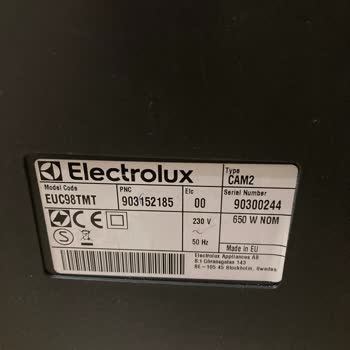 Electrolux
Type
CAM2
Model Code
EUC98TMT
PNC
903152185
Elc
00
Serial Number
90300244
230 V
~
50 Hz
650 W NOM
CE
S
Made in EU
Electrolux Appliances AB
S:t Göransgatan 143
SE - 105 45 Stockholm, Sweden.